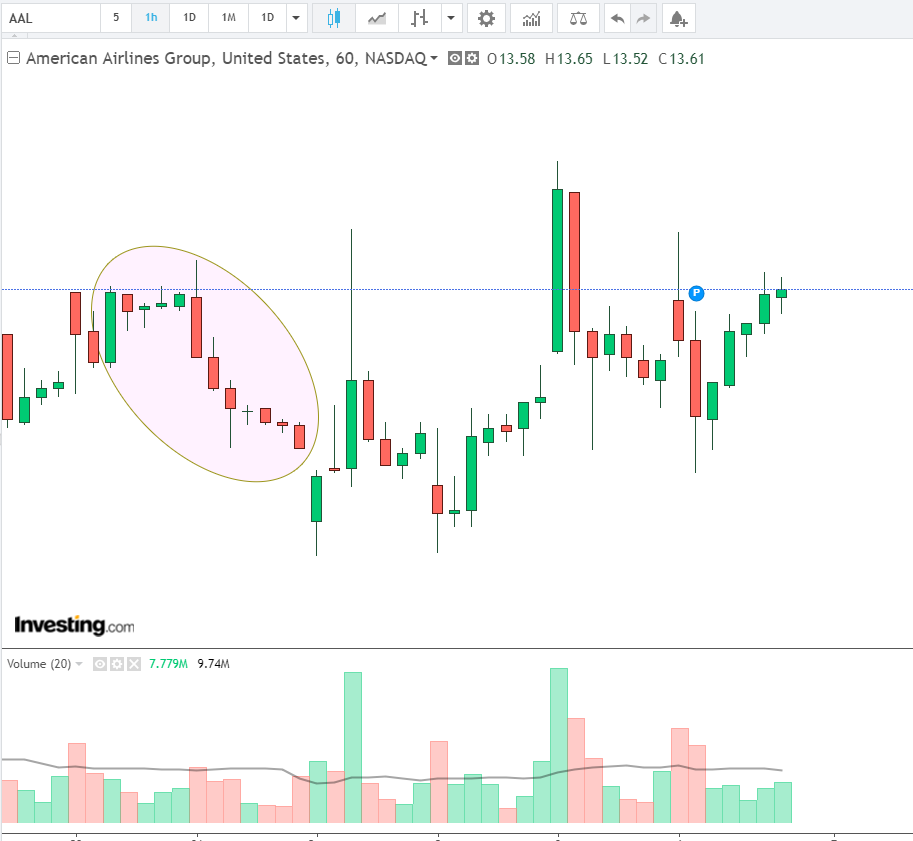 AAL 5 1h 1D 1M 1D
American Airlines Group, United States, 60, NASDAQ O13.58 H13.65 L13.52 C13.61
P
Investing.com
Volume (20) 7.779M 9.74M